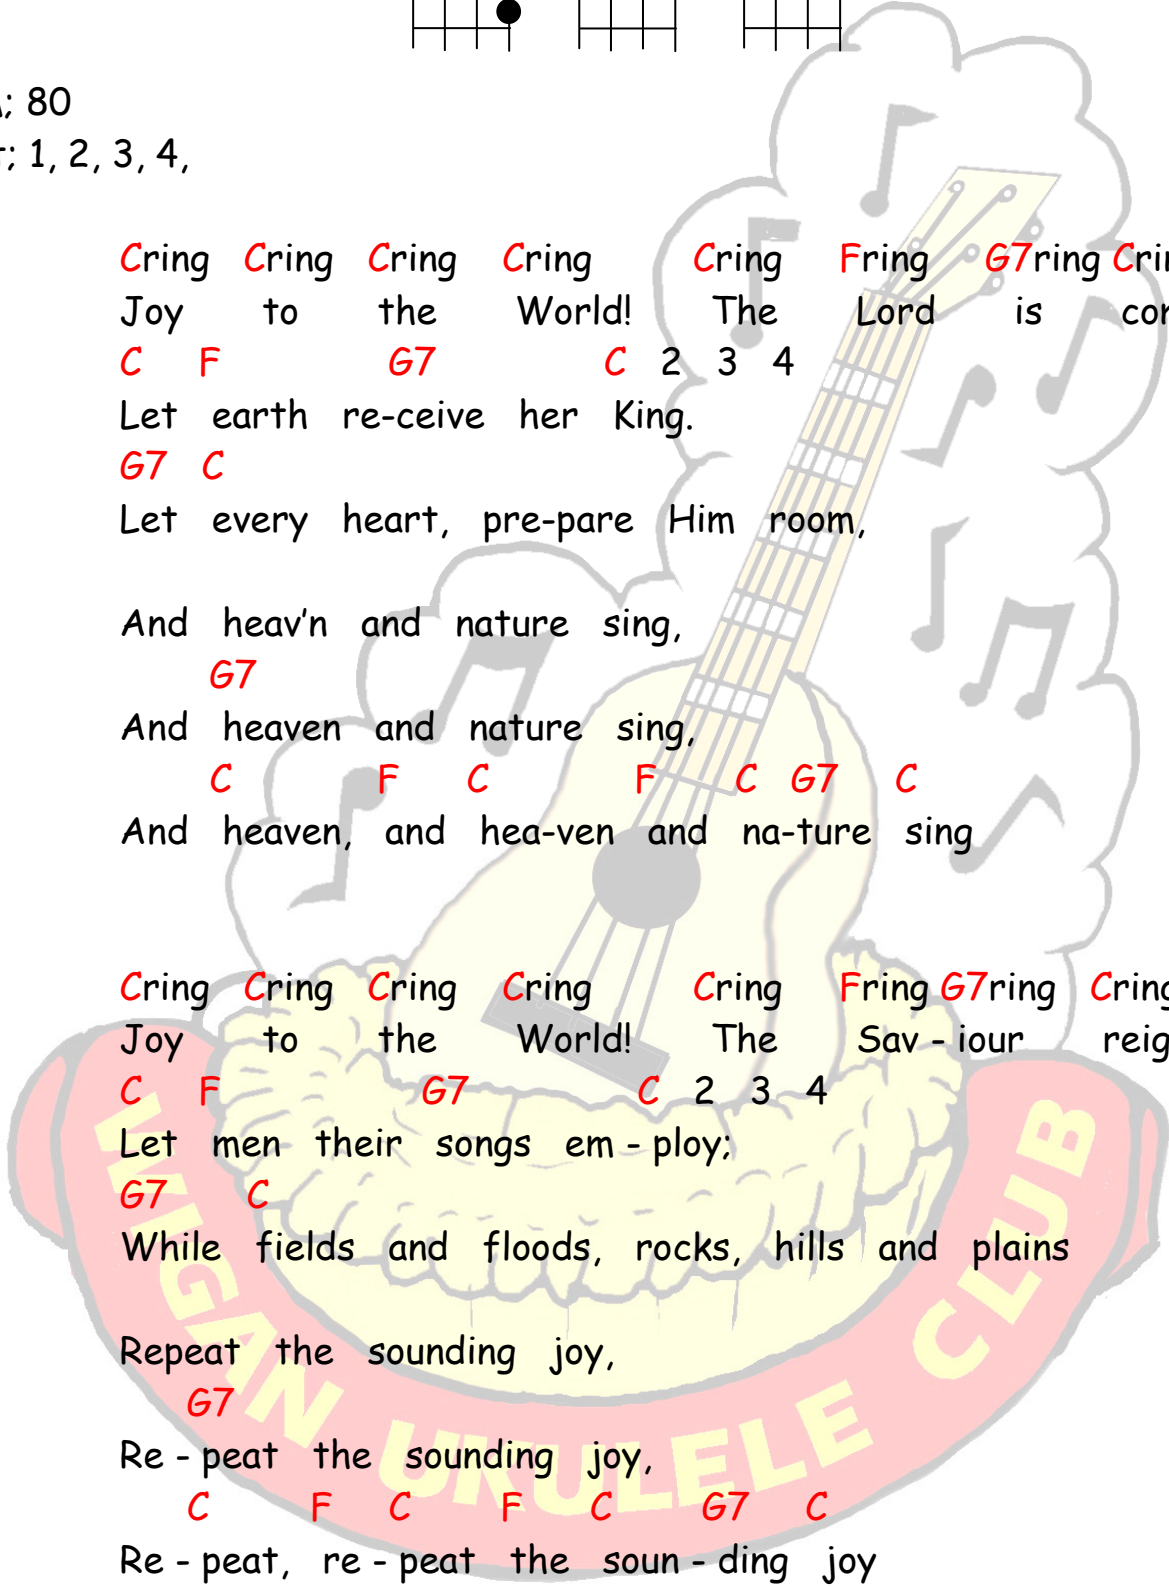 ; 80
; 1, 2, 3, 4,
Cring Cring Cring Cring Cring Fring G7ring
Joy to the World! The Lord is
C F G7 C 2 3 4
Let earth re-ceive her King.
G7 C
Let every heart, pre-pare Him room,
And heav’n and nature sing,
G7
And heaven and nature sing,
C F C F C G7 C
And heaven, and hea-ven and na-ture sing
Cring Cring Cring Cring Cring Fring G7ring Cring
Joy to the World! The Sav - iour
C F G7 C 2 3 4
Let men their songs em - ploy;
G7 C
While fields and floods, rocks, hills and plains
Repeat the sounding joy,
G7
Re - peat the sounding joy,
C F C F C G7 C
Re - peat, re - peat the soun - ding joy
WIGAN UKULELE CLUB